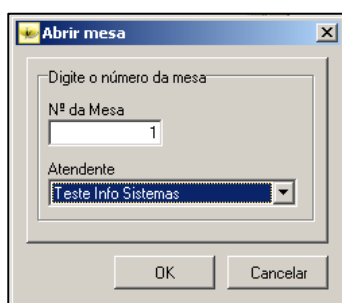 Abrir mesa
Digite o número da mesa
Nº da Mesa
1
Atendente
Teste Info Sistemas
OK
Cancelar